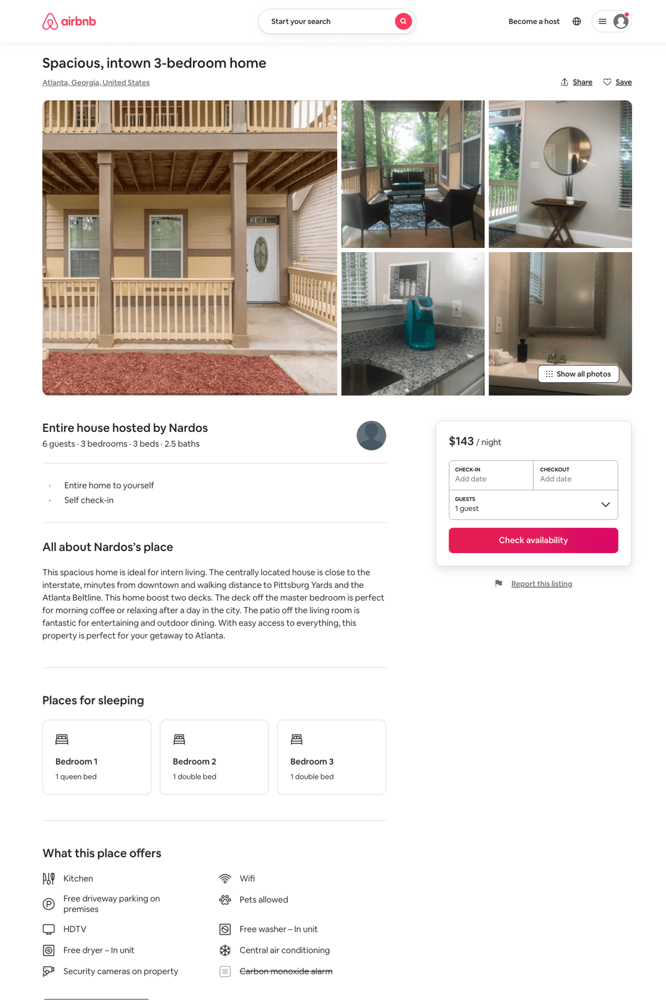 airbnb
Start your search
Become a host
Spacious, intown 3-bedroom home
Atlanta, Georgia, United States
Share
Save
Show all photos
Entire house hosted by Nardos
6 guests · 3 bedrooms · 3 beds · 2.5 baths
$143 / night
CHECK-IN
Add date
CHECKOUT
Add date
GUESTS
1 guest
Check availability
Report this listing
· Entire home to yourself
· Self check-in
All about Nardos’s place
This spacious home is ideal for intern living. The centrally located house is close to the
interstate, minutes from downtown and walking distance to Pittsburg Yards and the
Atlanta Beltline. This home boost two decks. The deck off the master bedroom is perfect
for morning coffee or relaxing after a day in the city. The patio off the living room is
fantastic for entertaining and outdoor dining. With easy access to everything, this
property is perfect for your getaway to Atlanta.
Places for sleeping
Bedroom 1
1 queen bed
Bedroom 2
1 double bed
Bedroom 3
1 double bed
What this place offers
Kitchen
Wifi
Free driveway parking on
premises
Pets allowed
HDTV
Free washer – In unit
Free dryer – In unit
Central air conditioning
Security cameras on property
Carbon monoxide alarm